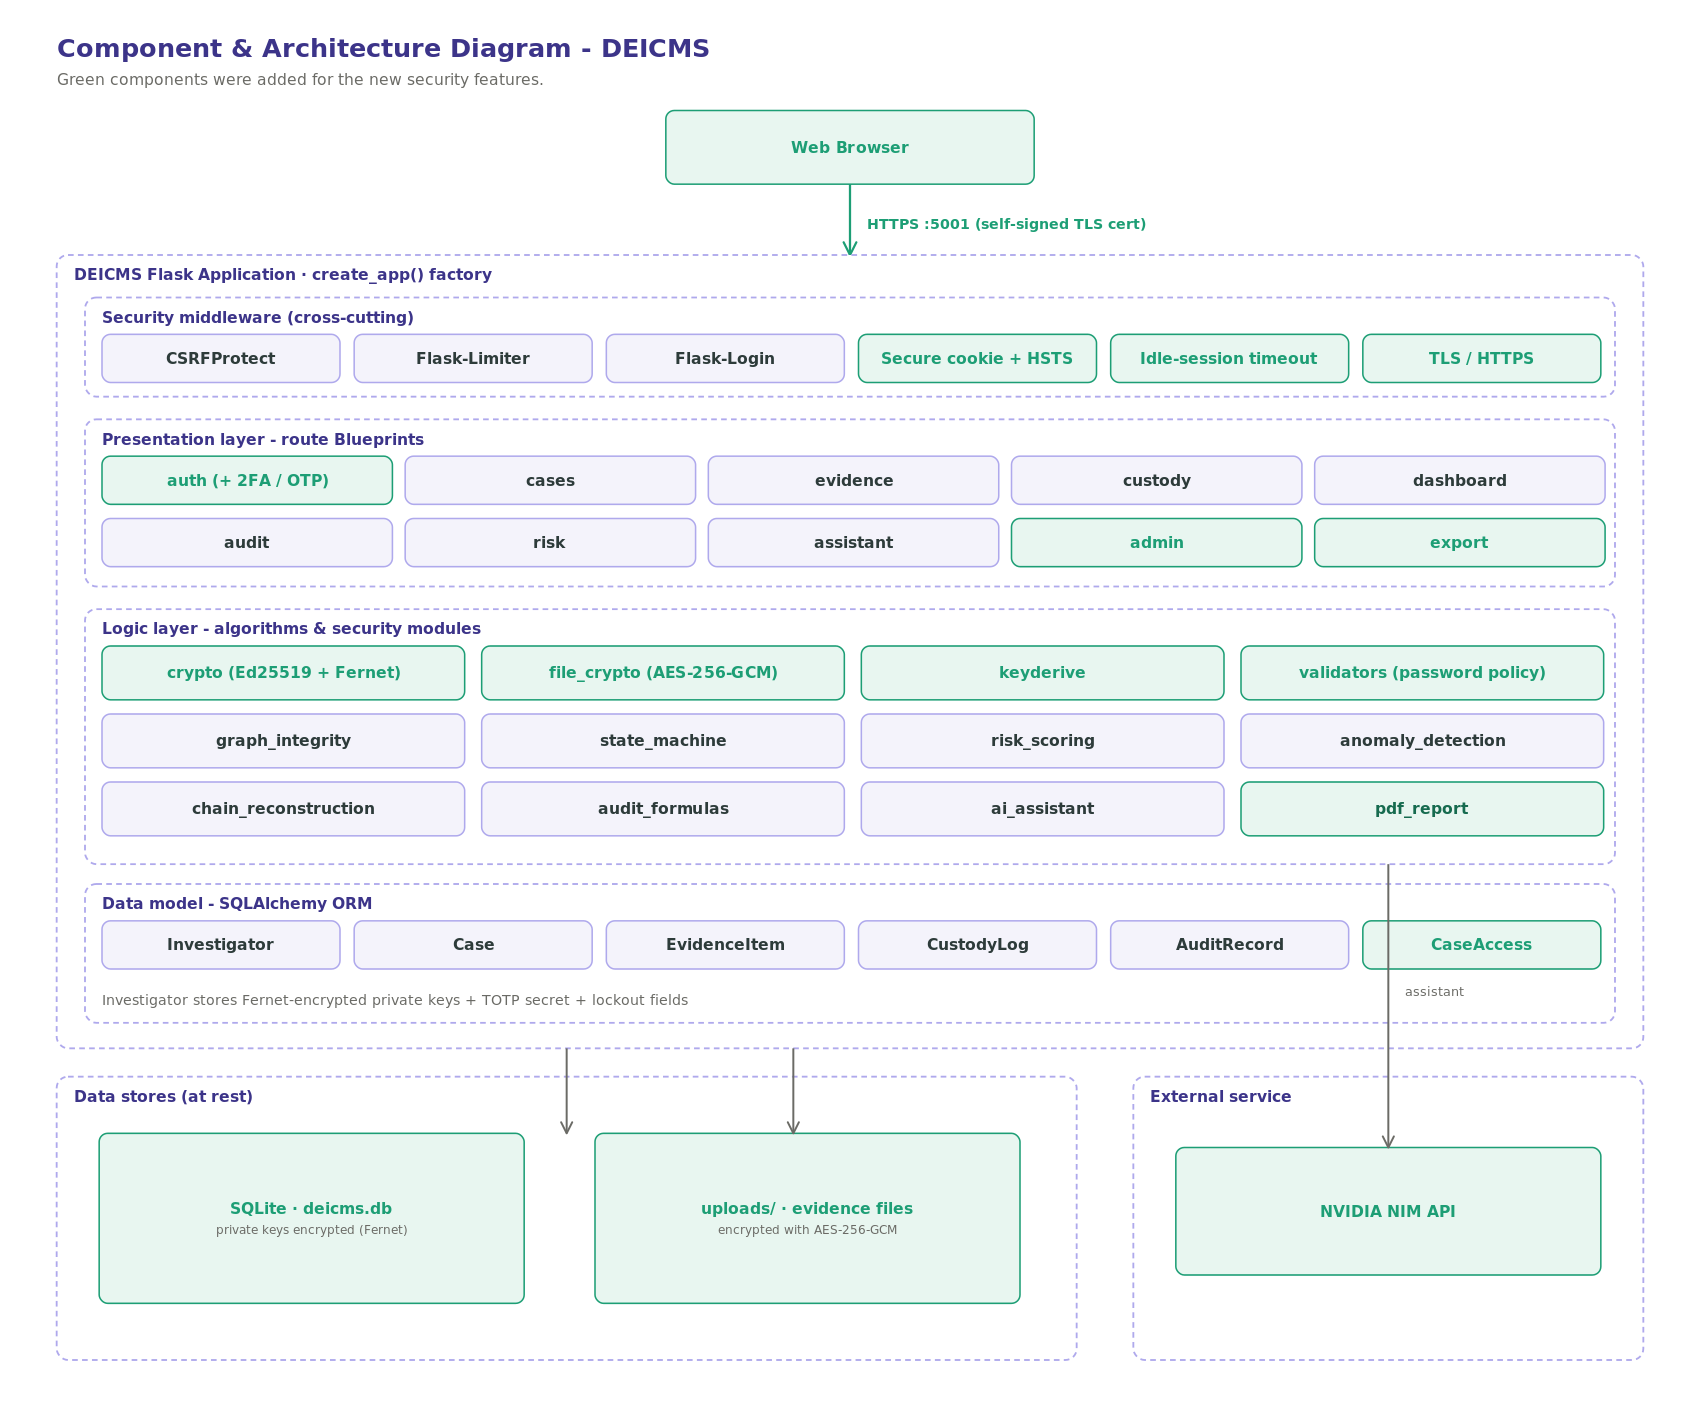 Component & Architecture Diagram - DEICMS
Green components were added for the new security features.
Web Browser
HTTPS :5001 (self-signed TLS cert)
DEICMS Flask Application · create_app() factory
Security middleware (cross-cutting)
CSRFProtect
Flask-Limiter
Flask-Login
Secure cookie + HSTS
Idle-session timeout
TLS / HTTPS
Presentation layer - route Blueprints
auth (+ 2FA / OTP)
cases
evidence
custody
dashboard
audit
risk
assistant
admin
export
Logic layer - algorithms & security modules
crypto (Ed25519 + Fernet)
file_crypto (AES-256-GCM)
keyderive
validators (password policy)
graph_integrity
state_machine
risk_scoring
anomaly_detection
chain_reconstruction
audit_formulas
ai_assistant
pdf_report
Data model - SQLAlchemy ORM
Investigator
Case
EvidenceItem
CustodyLog
AuditRecord
CaseAccess
assistant
Investigator stores Fernet-encrypted private keys + TOTP secret + lockout fields
Data stores (at rest)
SQLite · deicms.db
private keys encrypted (Fernet)
uploads/ · evidence files
encrypted with AES-256-GCM
External service
NVIDIA NIM API